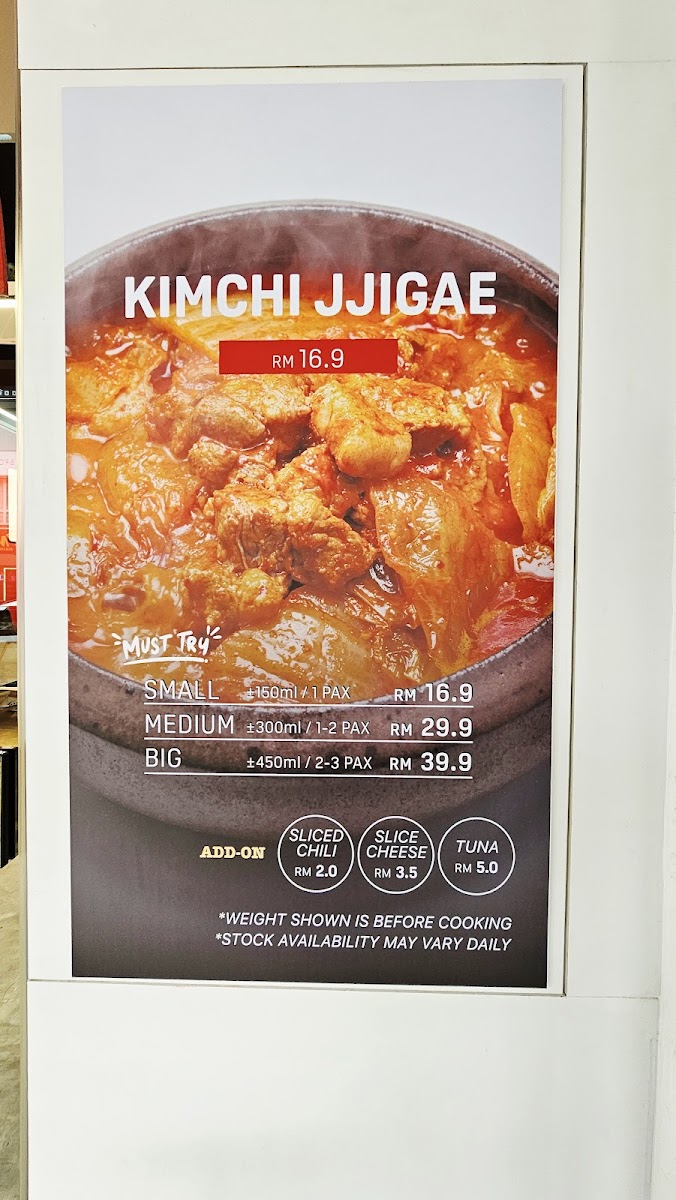 KIMCHI JJIGAE
RM 16.9
MUST TRY
SMALL ±150ml / 1 PAX RM 16.9
MEDIUM ±300ml / 1-2 PAX RM 29.9
BIG ±450ml / 2-3 PAX RM 39.9
ADD-ON
SLICED
CHILI
RM 2.0
SLICE
CHEESE
RM 3.5
TUNA
RM 5.0
*WEIGHT SHOWN IS BEFORE COOKING
*STOCK AVAILABILITY MAY VARY DAILY